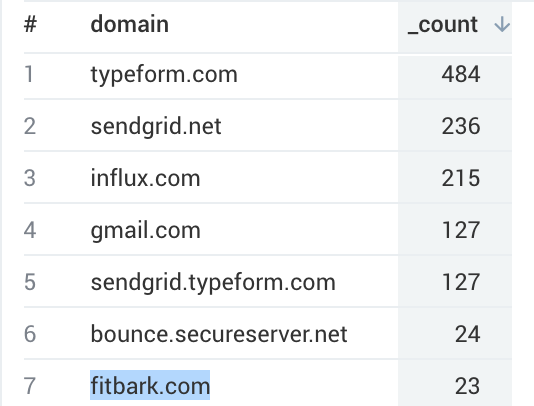 # domain _count ↓
1 typeform.com 484
2 sendgrid.net 236
3 influx.com 215
4 gmail.com 127
5 sendgrid.typeform.com 127
6 bounce.secureserver.net 24
7 fitbark.com 23